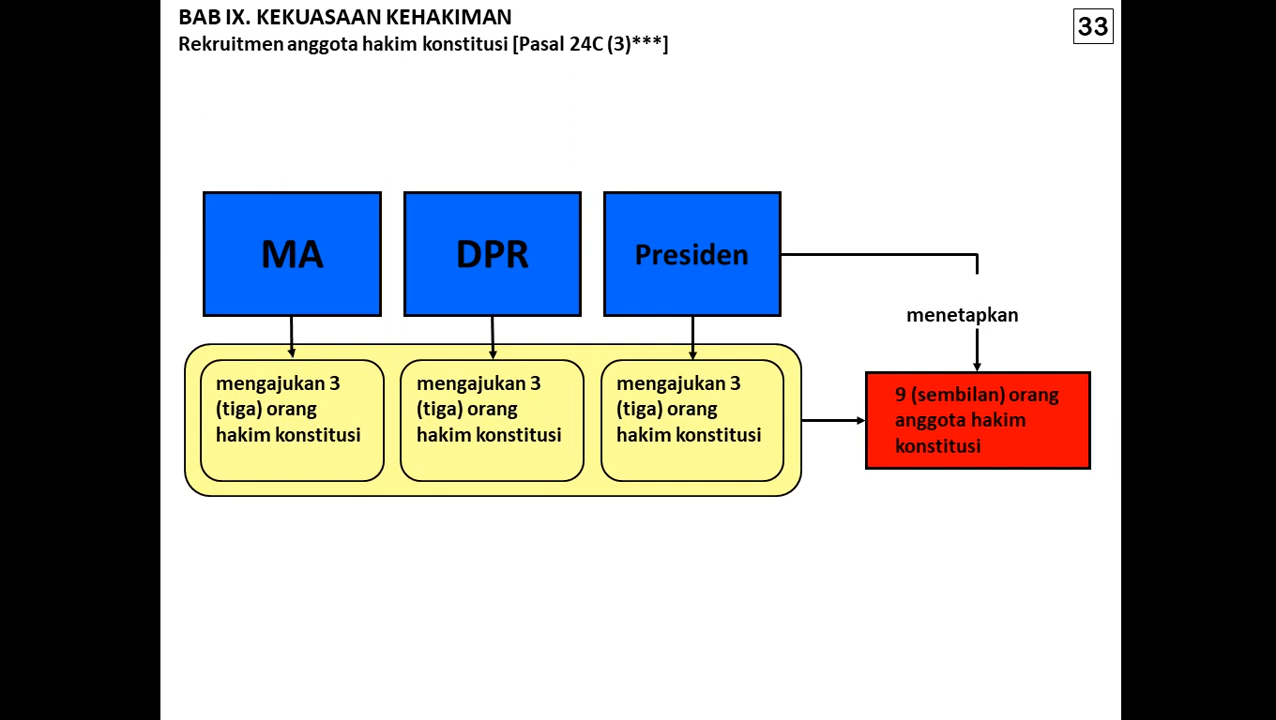 BAB IX. KEKUASAAN KEHAKIMAN
Rekruitmen anggota hakim konstitusi [Pasal 24C (3)***]
33
MA
DPR
Presiden
menetapkan
mengajukan 3
(tiga) orang
hakim konstitusi
mengajukan 3
(tiga) orang
hakim konstitusi
mengajukan 3
(tiga) orang
hakim konstitusi
9 (sembilan) orang
anggota hakim
konstitusi